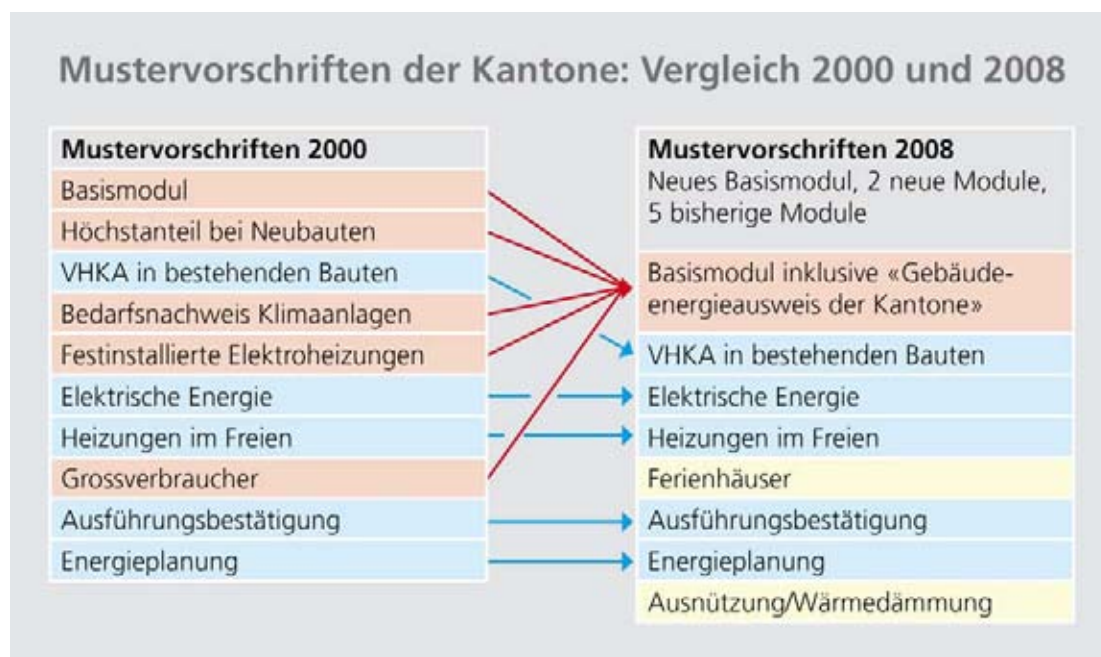 Mustervorschriften der Kantone: Vergleich 2000 und 2008
Mustervorschriften 2000
Basismodul
Höchstanteil bei Neubauten
VHKA in bestehenden Bauten
Bedarfsnachweis Klimaanlagen
Festinstallierte Elektroheizungen
Elektrische Energie
Heizungen im Freien
Grossverbraucher
Ausführungsbestätigung
Energieplanung
Mustervorschriften 2008
Neues Basismodul, 2 neue Module,
5 bisherige Module
Basismodul inklusive «Gebäude-
energieausweis der Kantone»
VHKA in bestehenden Bauten
Elektrische Energie
Heizungen im Freien
Ferienhäuser
Ausführungsbestätigung
Energieplanung
Ausnützung/Wärmedämmung